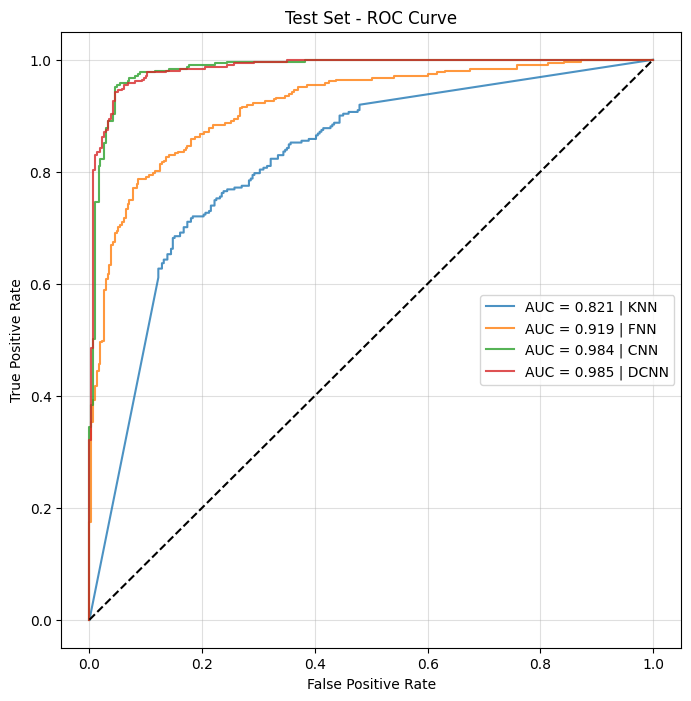 Test Set - ROC Curve
True Positive Rate
1.0
0.8
0.6
0.4
0.2
0.0
AUC = 0.821 | KNN
AUC = 0.919 | FNN
AUC = 0.984 | CNN
AUC = 0.985 | DCNN
0.0 0.2 0.4 0.6 0.8 1.0
False Positive Rate